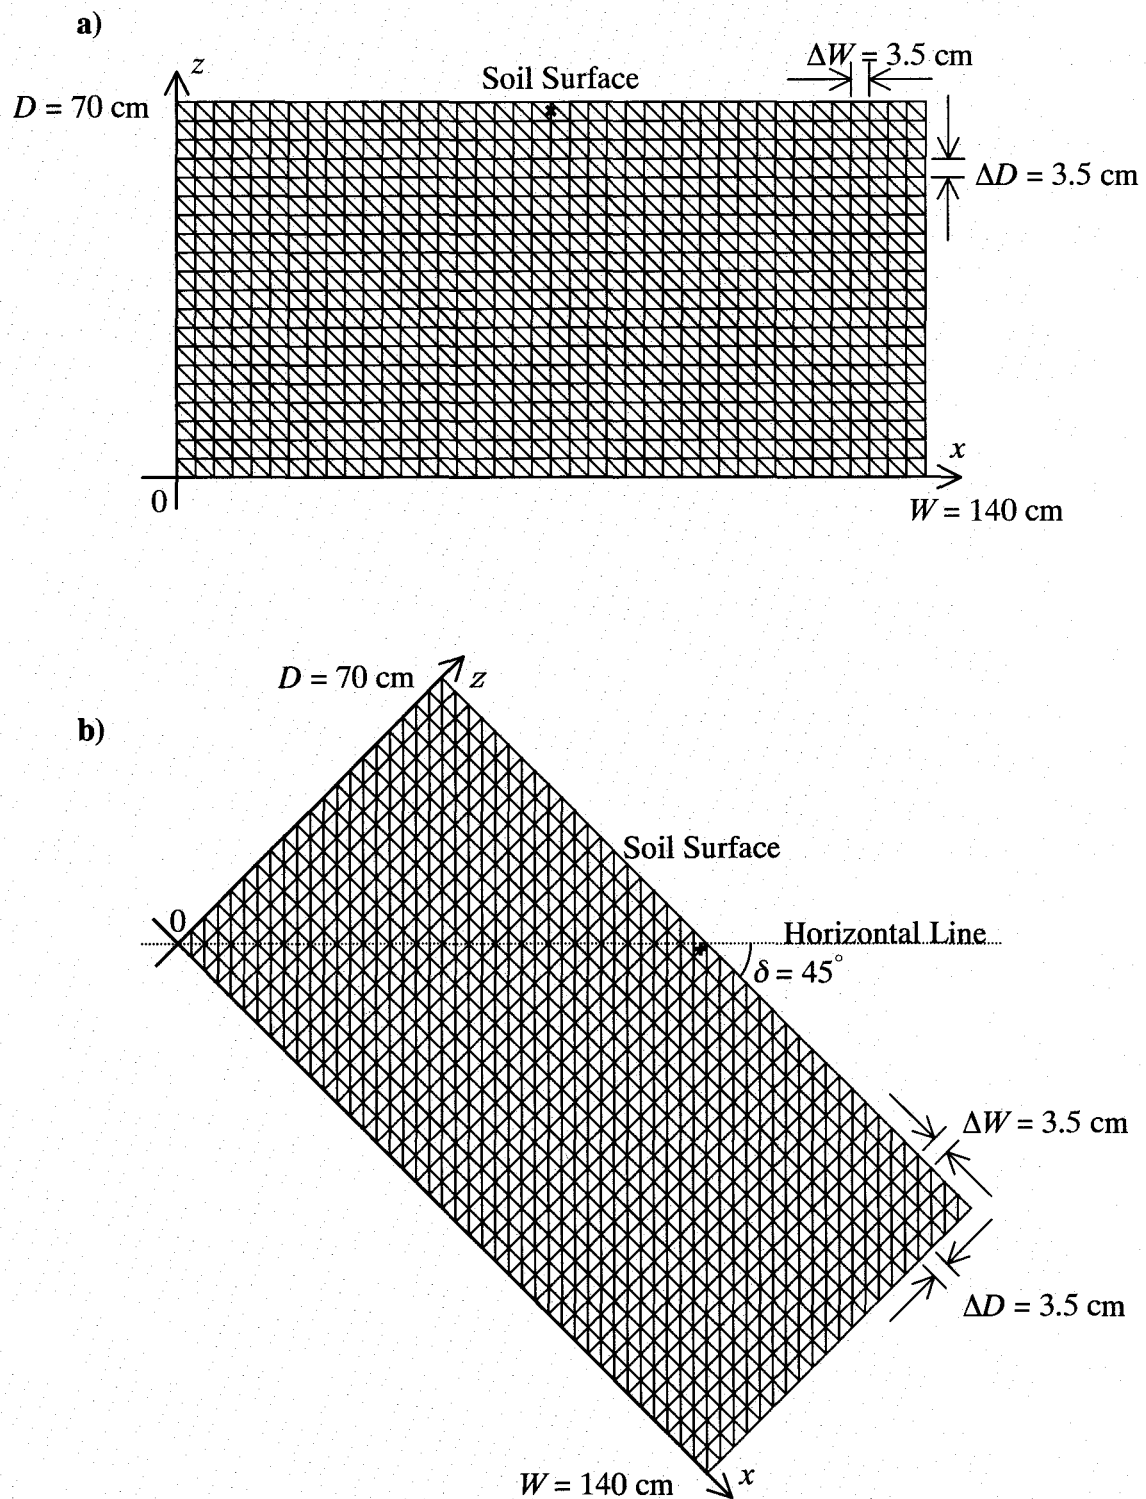 a)
z
Soil Surface
ΔW = 3.5 cm
D = 70 cm
ΔD = 3.5 cm
x
0
W = 140 cm
D = 70 cm
z
b)
Soil Surface
0
Horizontal Line
δ = 45°
ΔW = 3.5 cm
ΔD = 3.5 cm
W = 140 cm
x